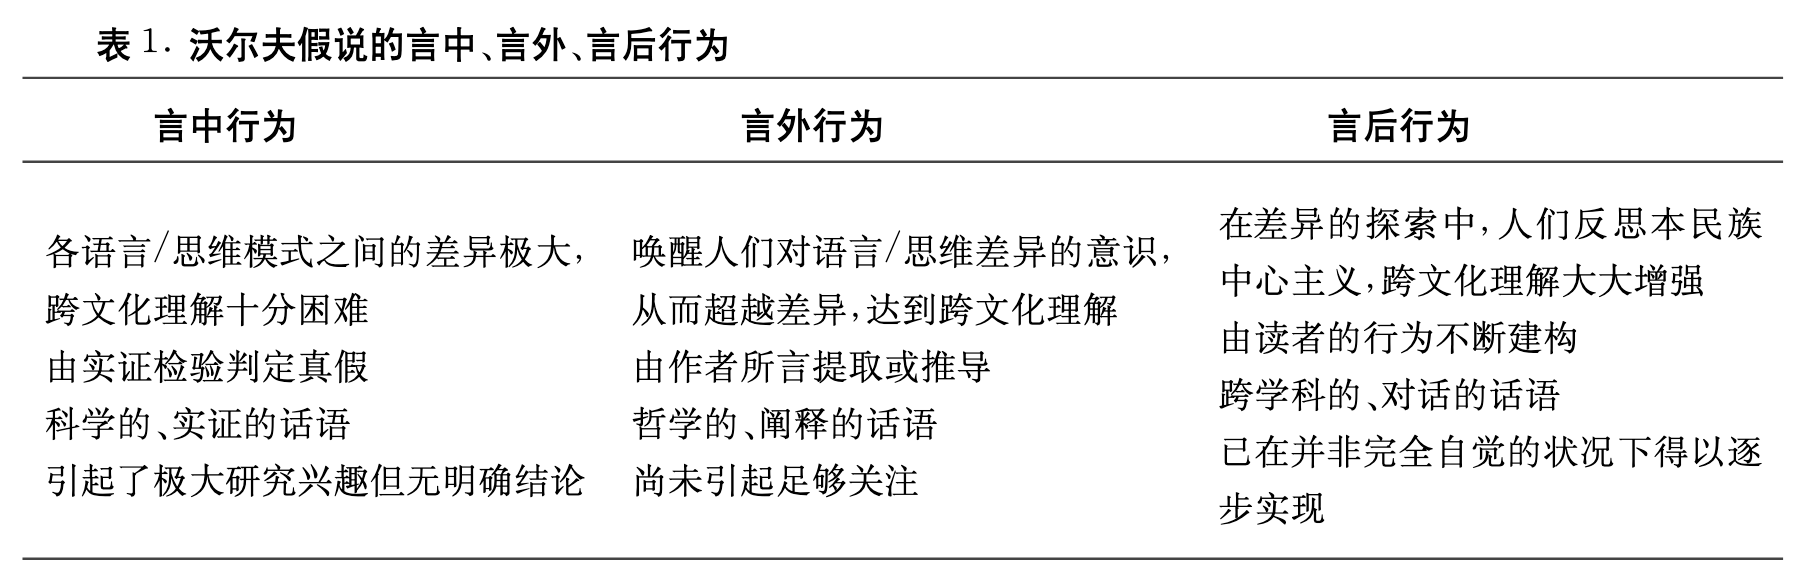 表 1. 沃尔夫假说的言中、言外、言后行为
言中行为
言外行为
言后行为
各语言/思维模式之间的差异极大,
跨文化理解十分困难
由实证检验判定真假
科学的、实证的话语
引起了极大研究兴趣但无明确结论
唤醒人们对语言/思维差异的意识,
从而超越差异,达到跨文化理解
由作者所言提取或推导
哲学的、阐释的话语
尚未引起足够关注
在差异的探索中,人们反思本民族
中心主义,跨文化理解大大增强
由读者的行为不断建构
跨学科的、对话的话语
已在并非完全自觉的状况下得以逐
步实现